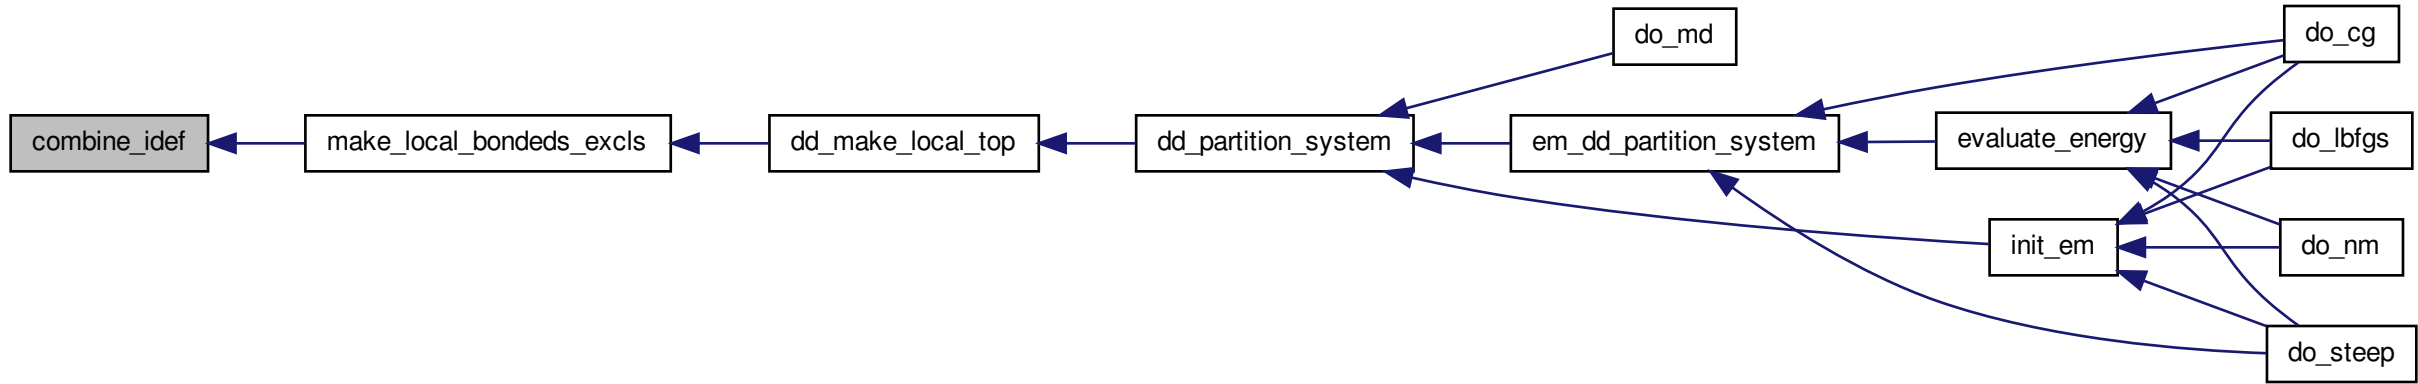 combine_idef
make_local_bondeds_excls
dd_make_local_top
dd_partition_system
do_md
em_dd_partition_system
evaluate_energy
init_em
do_cg
do_lbfgs
do_nm
do_steep